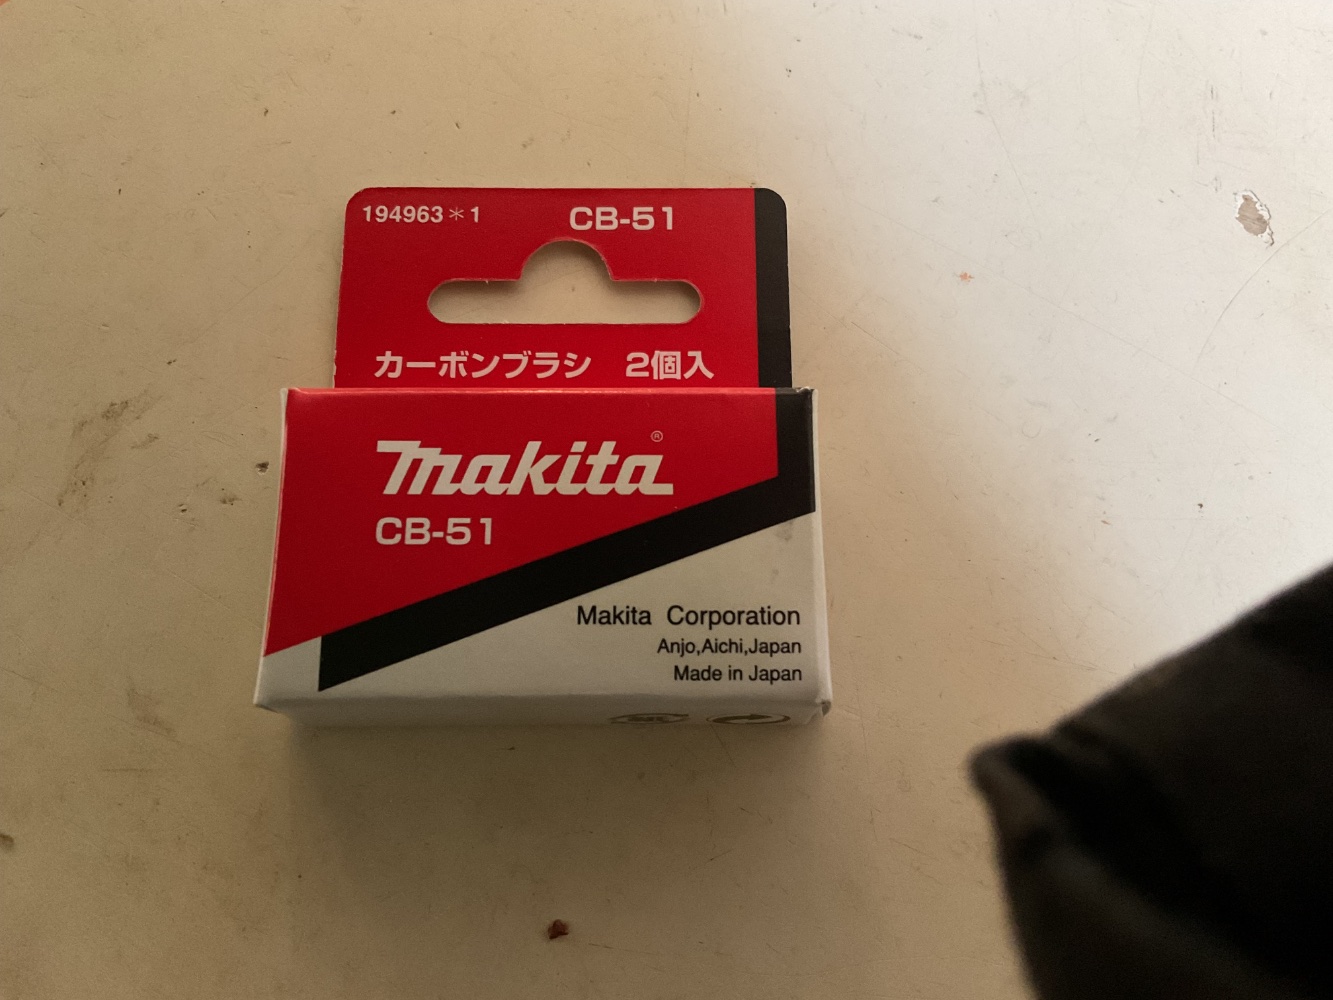 194963*1 CB-51
カーボンブラシ 2個入
makita®
CB-51
Makita Corporation
Anjo,Aichi,Japan
Made in Japan